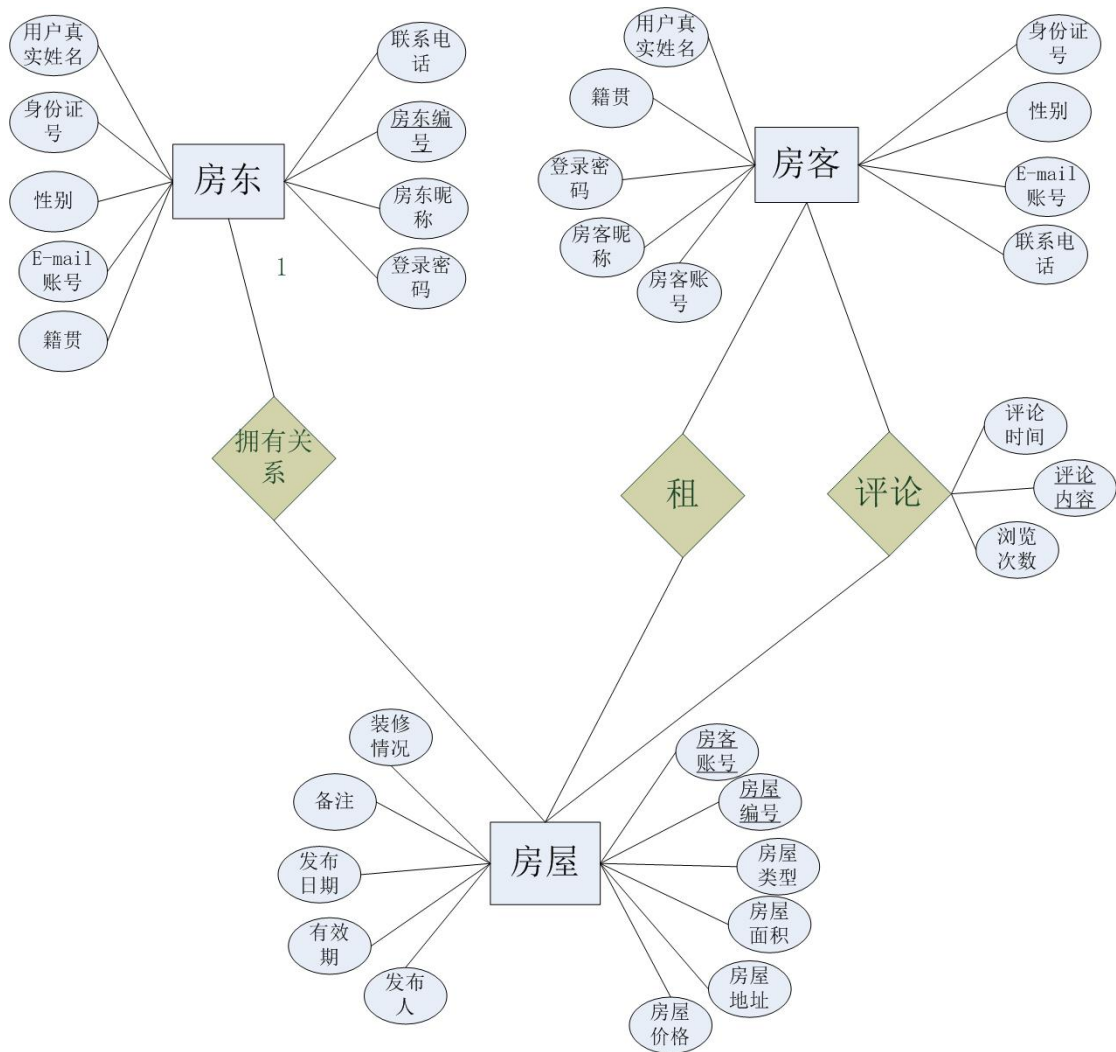 用户真
实姓名
身份证
号
性别
E-mail
账号
籍贯
房东
联系电
话
房东编
号
房东昵
称
登录密
码
1
用户真
实姓名
籍贯
登录密
码
房客昵
称
房客账
号
房客
身份证
号
性别
E-mail
账号
联系电
话
拥有关
系
租
评论
评论
时间
评论
内容
浏览
次数
装修
情况
备注
发布
日期
有效
期
发布
人
房屋
房客
账号
房屋
编号
房屋
类型
房屋
面积
房屋
地址
房屋
价格